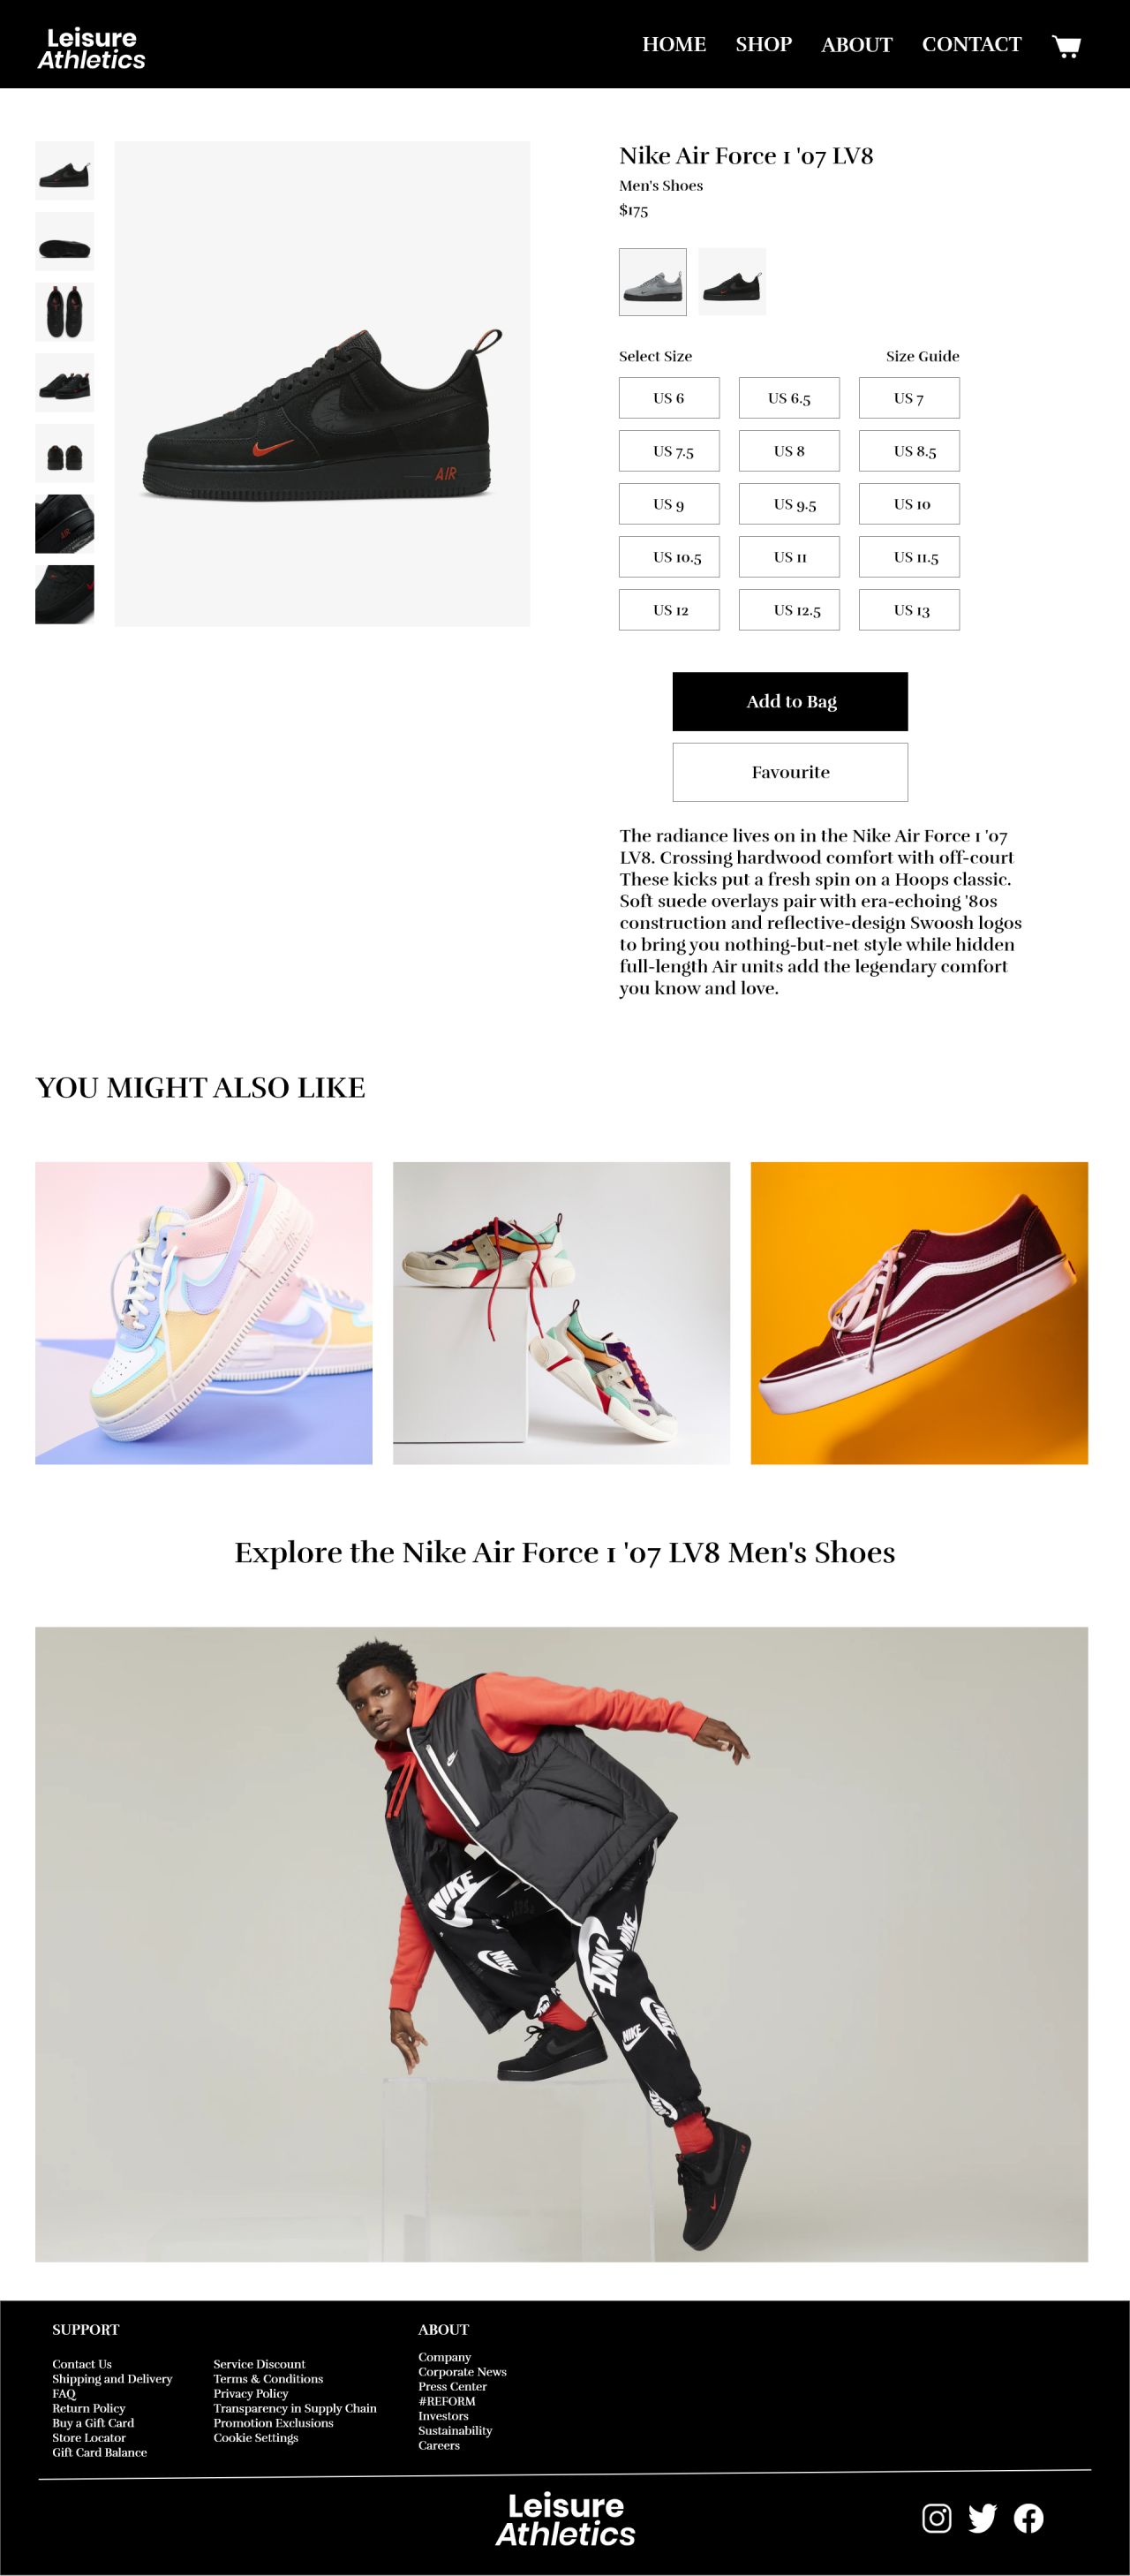 Leisure
Athletics
HOME SHOP ABOUT CONTACT
Nike Air Force 1 '07 LV8
Men's Shoes
$175
Select Size Size Guide
US 6 US 6.5 US 7
US 7.5 US 8 US 8.5
US 9 US 9.5 US 10
US 10.5 US 11 US 11.5
US 12 US 12.5 US 13
AIR
Add to Bag
Favourite
The radiance lives on in the Nike Air Force 1 '07
LV8. Crossing hardwood comfort with off-court
These kicks put a fresh spin on a Hoops classic.
Soft suede overlays pair with era-echoing '80s
construction and reflective-design Swoosh logos
to bring you nothing-but-net style while hidden
full-length Air units add the legendary comfort
you know and love.
YOU MIGHT ALSO LIKE
AIR
Explore the Nike Air Force 1 '07 LV8 Men's Shoes
NIKE
NIKE
NIKE
NIKE
NIKE
NIKE
SUPPORT
Contact Us
Shipping and Delivery
FAQ
Return Policy
Buy a Gift Card
Store Locator
Gift Card Balance
Service Discount
Terms & Conditions
Privacy Policy
Transparency in Supply Chain
Promotion Exclusions
Cookie Settings
ABOUT
Company
Corporate News
Press Center
#REFORM
Investors
Sustainability
Careers
Leisure
Athletics